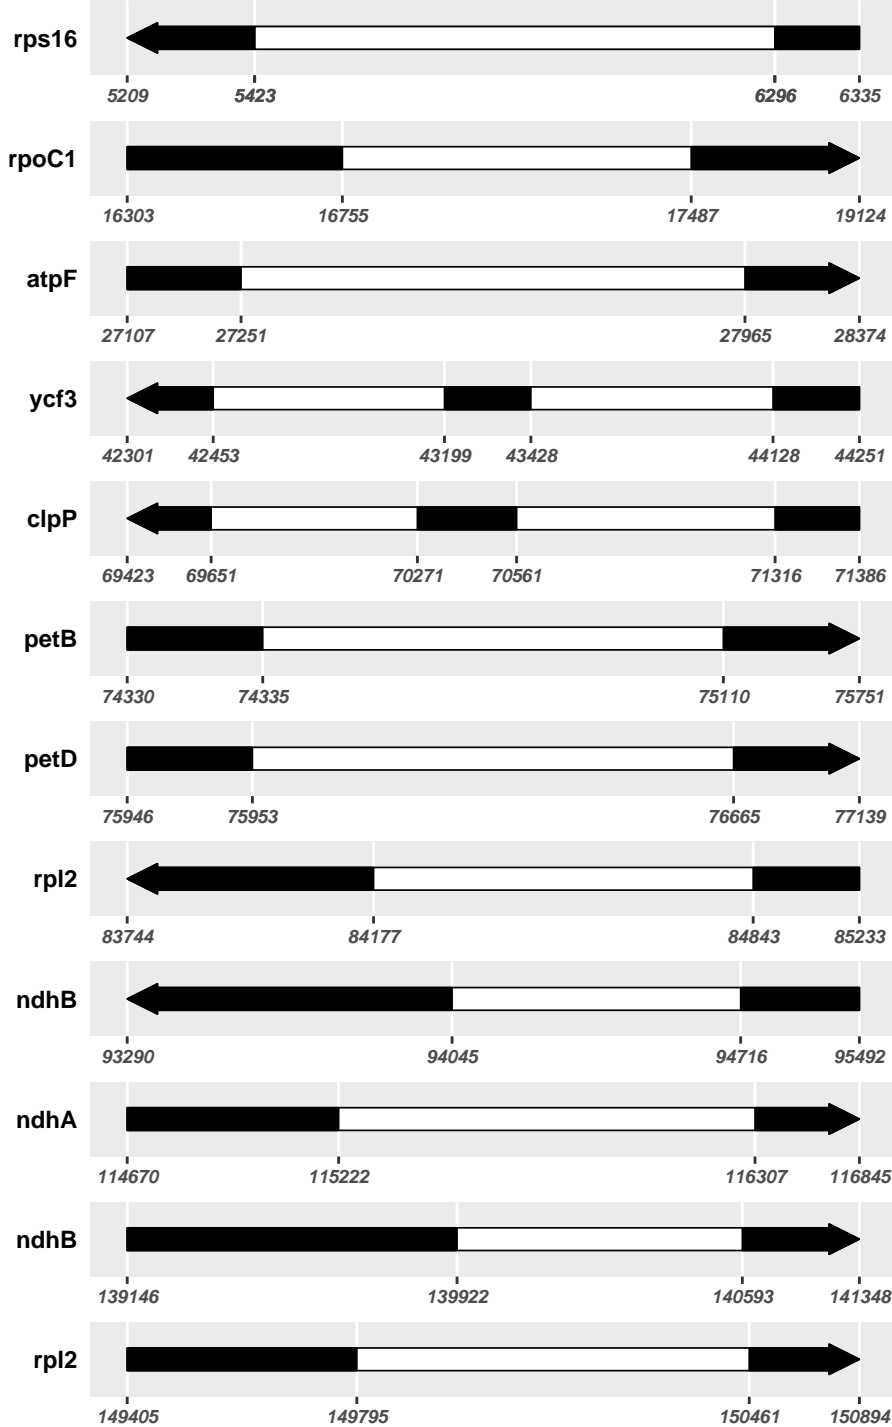 rps16
5209 5423 6296 6335
rpoC1
16303 16755 17487 19124
atpF
27107 27251 27965 28374
ycf3
42301 42453 43199 43428 44128 44251
clpP
69423 69651 70271 70561 71316 71386
petB
74330 74335 75110 75751
petD
75946 75953 76665 77139
rpl2
83744 84177 84843 85233
ndhB
93290 94045 94716 95492
ndhA
114670 115222 116307 116845
ndhB
139146 139922 140593 141348
rpl2
149405 149795 150461 150894